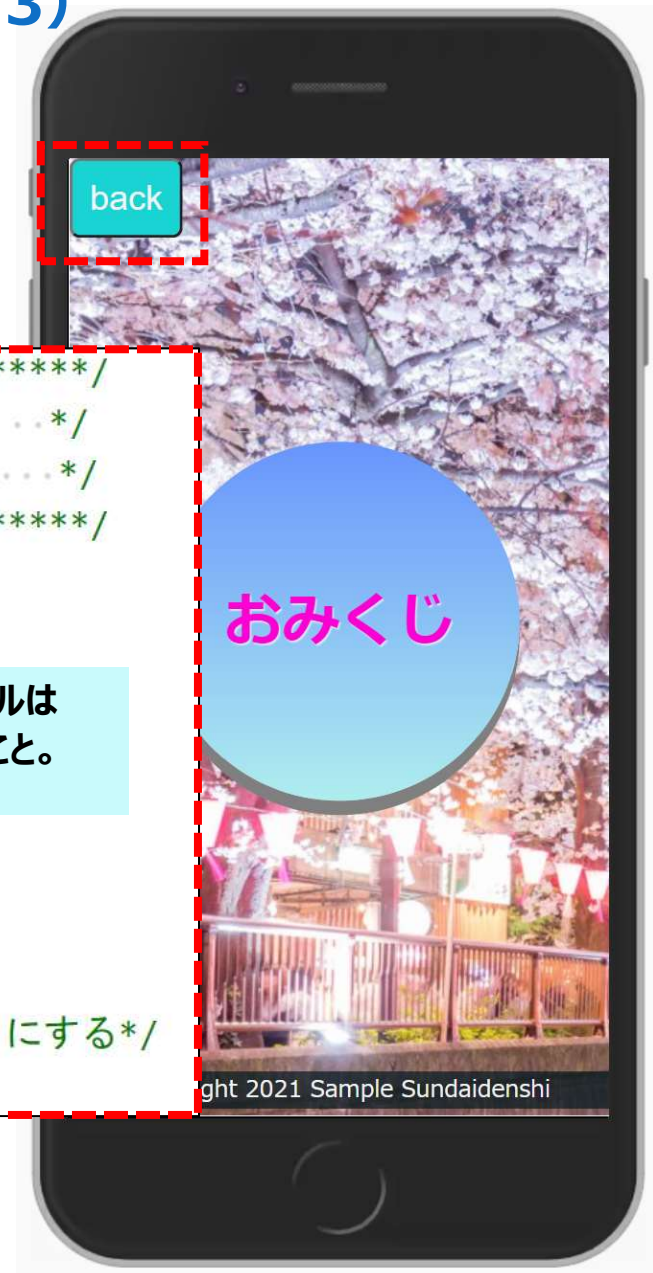 3)
back
*****/
...*/
...*/
*****/
ルは
こと。
おみくじ
にする*/
ght 2021 Sample Sundaidenshi